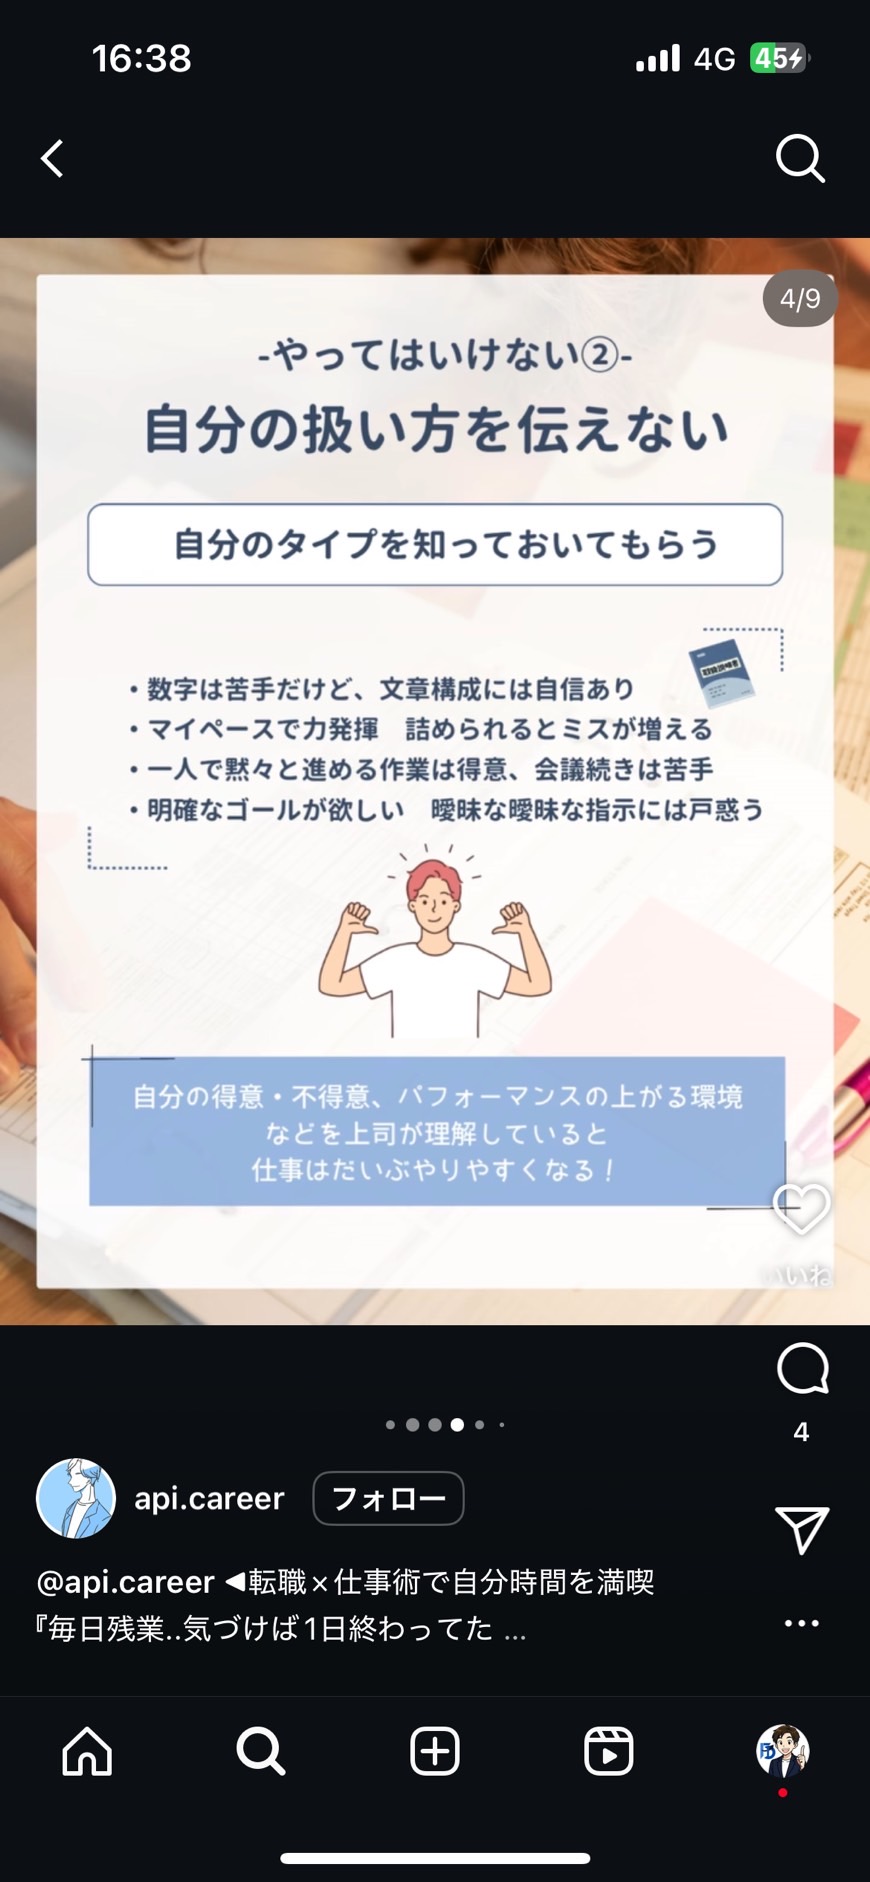 16:38
4G
45
4/9
-やってはいけない②-
自分の扱い方を伝えない
自分のタイプを知っておいてもらう
取扱説明書
・数字は苦手だけど、文章構成には自信あり
・マイペースで力発揮　詰められるとミスが増える
・一人で黙々と進める作業は得意、会議続きは苦手
・明確なゴールが欲しい　曖昧な曖昧な指示には戸惑う
自分の得意・不得意、パフォーマンスの上がる環境
などを上司が理解していると
仕事はだいぶやりやすくなる！
いいね
4
api.career
フォロー
@api.career ◀転職×仕事術で自分時間を満喫
『毎日残業..気づけば1日終わってた ...